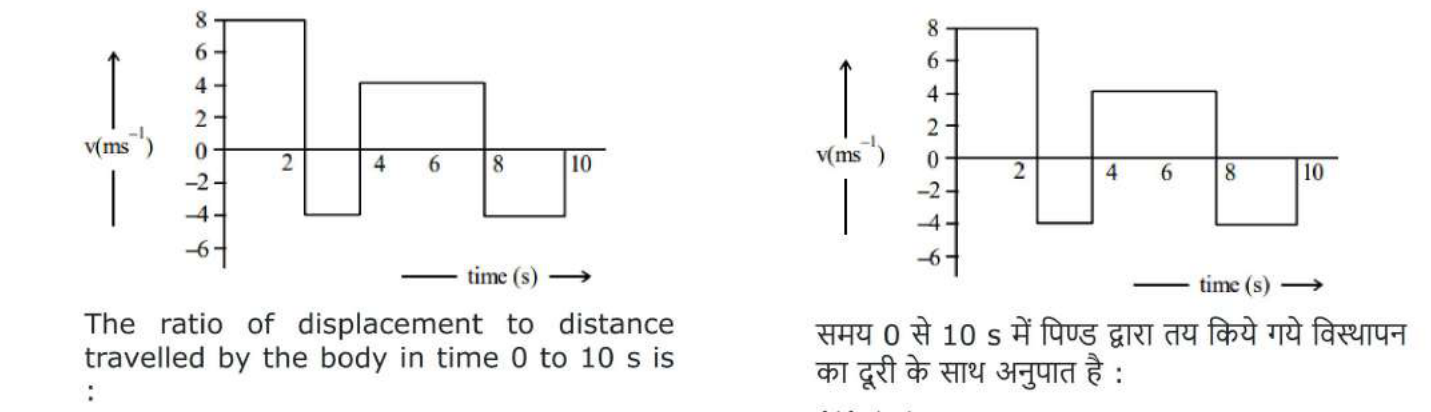 8
6
4
2
0
–2
–4
–6
v(ms⁻¹)
2 4 6 8 10
time (s)
The ratio of displacement to distance
travelled by the body in time 0 to 10 s is
:
8
6
4
2
0
–2
–4
–6
v(ms⁻¹)
2 4 6 8 10
time (s)
समय 0 से 10 s में पिण्ड द्वारा तय किये गये विस्थापन
का दूरी के साथ अनुपात है :